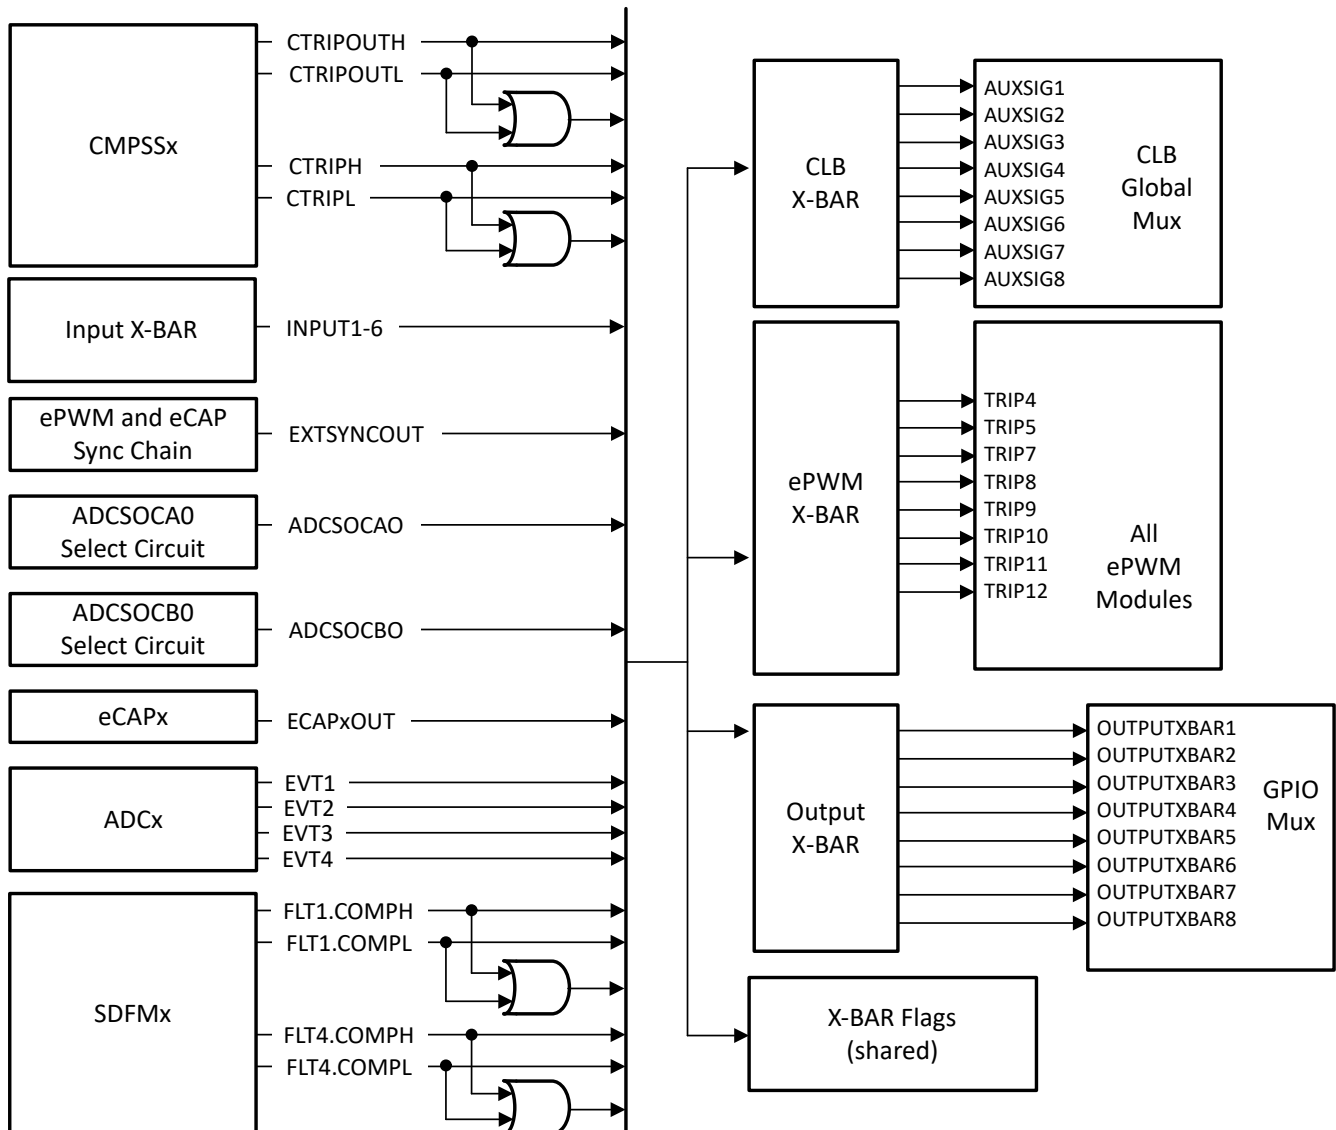 CMPSSx
CTRIPOUTH
CTRIPOUTL
CTRIPH
CTRIPL
Input X-BAR
INPUT1-6
ePWM and eCAP
Sync Chain
EXTSYNCOUT
ADCSOCA0
Select Circuit
ADCSOCAO
ADCSOCB0
Select Circuit
ADCSOCBO
eCAPx
ECAPxOUT
ADCx
EVT1
EVT2
EVT3
EVT4
SDFMx
FLT1.COMPH
FLT1.COMPL
FLT4.COMPH
FLT4.COMPL
CLB
X-BAR
AUXSIG1
AUXSIG2
AUXSIG3
AUXSIG4
AUXSIG5
AUXSIG6
AUXSIG7
AUXSIG8
CLB
Global
Mux
ePWM
X-BAR
TRIP4
TRIP5
TRIP7
TRIP8
TRIP9
TRIP10
TRIP11
TRIP12
All
ePWM
Modules
Output
X-BAR
OUTPUTXBAR1
OUTPUTXBAR2
OUTPUTXBAR3
OUTPUTXBAR4
OUTPUTXBAR5
OUTPUTXBAR6
OUTPUTXBAR7
OUTPUTXBAR8
GPIO
Mux
X-BAR Flags
(shared)